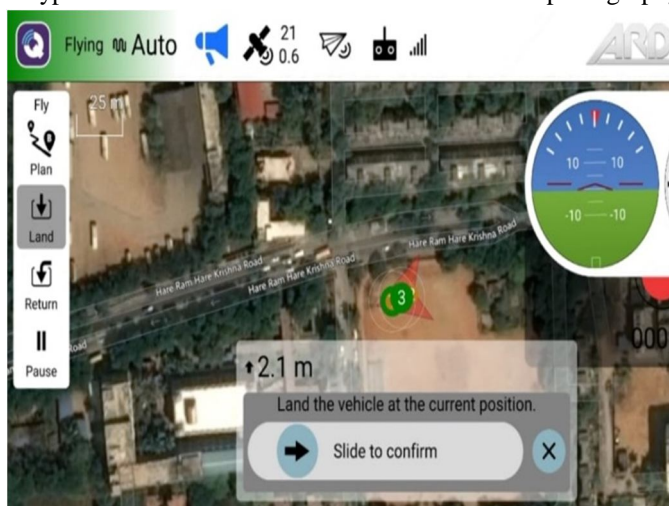 Flying Auto 21
0.6
ARD
Fly
25 m
Plan
Land
Return
Pause
Hare Ram Hare Krishna Road
Hare Ram Hare Krishna Road
Hare Ram Hare Krishna Road
Road
10 10
-10 -10
3
000
2.1 m
Land the vehicle at the current position.
Slide to confirm